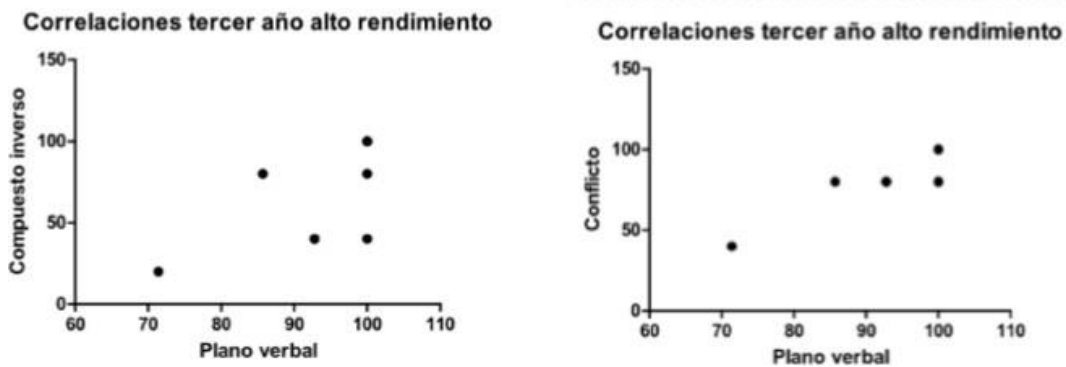 Correlaciones tercer año alto rendimiento
150
100
50
0
Compuesto inverso
60 70 80 90 100 110
Plano verbal
Correlaciones tercer año alto rendimiento
150
100
50
0
Conflicto
60 70 80 90 100 110
Plano verbal